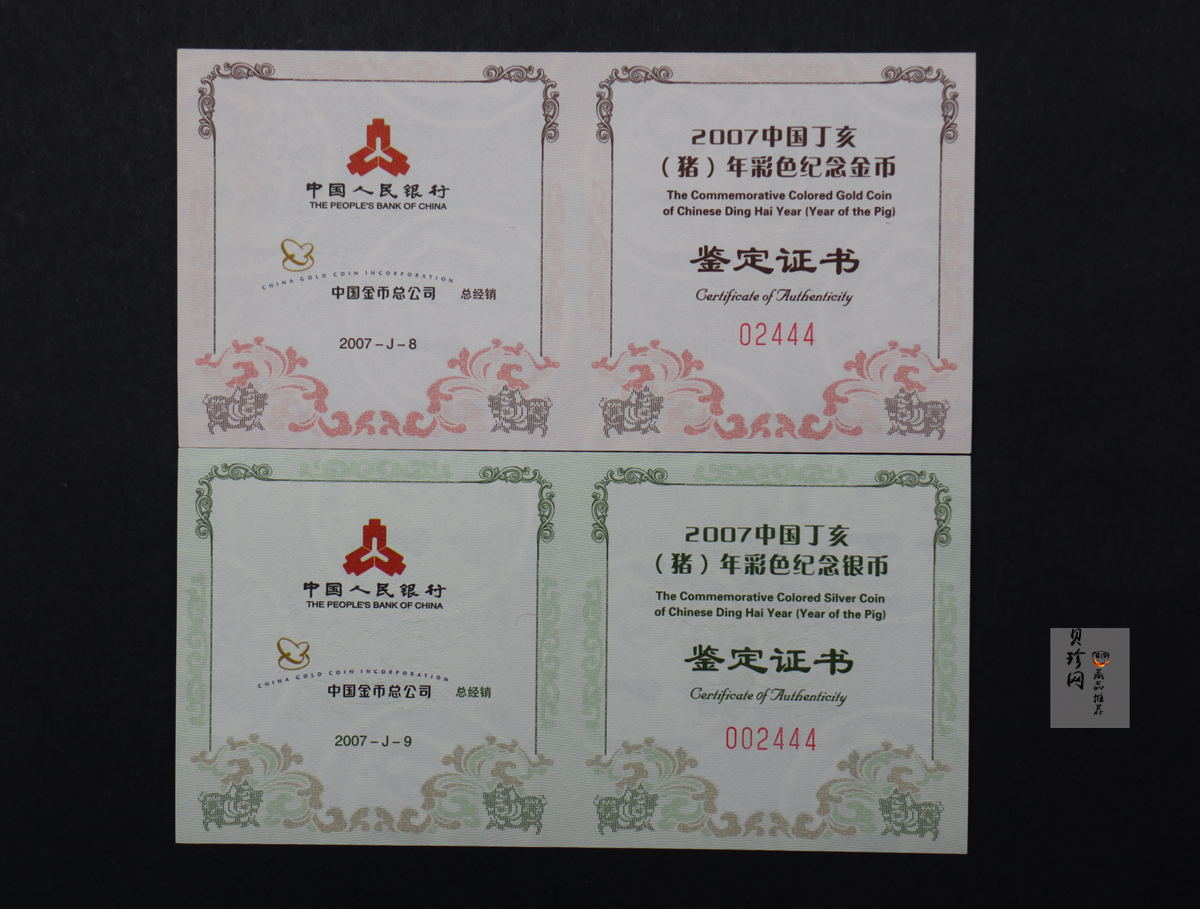 中国人民银行
THE PEOPLE'S BANK OF CHINA
CHINA GOLD COIN INCORPORATION
中国金币总公司 总经销
2007-J-8
2007中国丁亥
（猪）年彩色纪念金币
The Commemorative Colored Gold Coin
of Chinese Ding Hai Year (Year of the Pig)
鉴定证书
Certificate of Authenticity
02444
中国人民银行
THE PEOPLE'S BANK OF CHINA
CHINA GOLD COIN INCORPORATION
中国金币总公司 总经销
2007-J-9
2007中国丁亥
（猪）年彩色纪念银币
The Commemorative Colored Silver Coin
of Chinese Ding Hai Year (Year of the Pig)
鉴定证书
Certificate of Authenticity
002444
贝珍网
藏品推荐